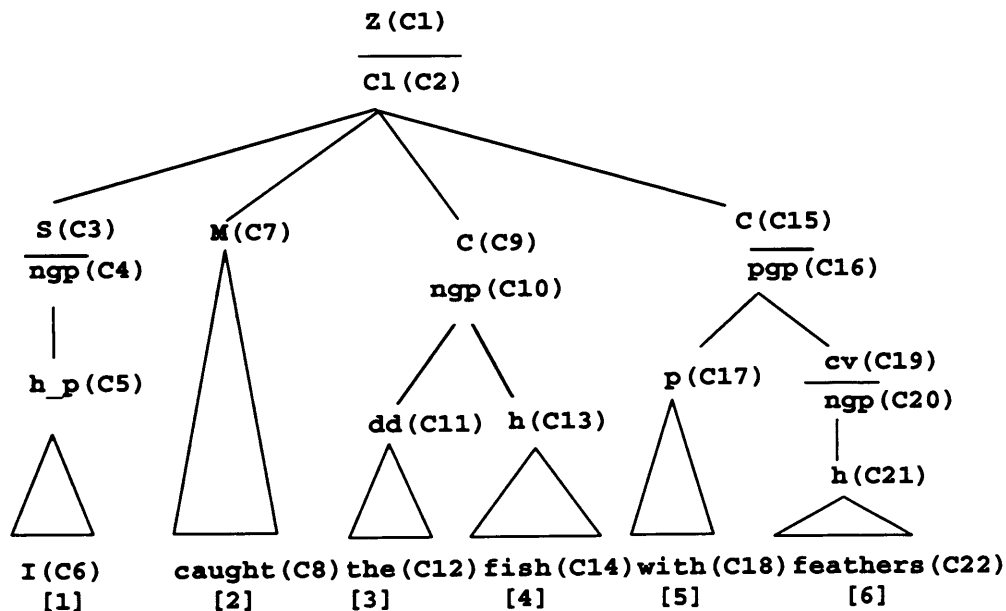 Z(C1)
Cl(C2)
S(C3) M(C7) C(C9) C(C15)
ngp(C4) ngp(C10) pgp(C16)
h_p(C5) p(C17) cv(C19)
ngp(C20)
dd(C11) h(C13)
h(C21)
I(C6) caught(C8) the(C12) fish(C14) with(C18) feathers(C22)
[1] [2] [3] [4] [5] [6]